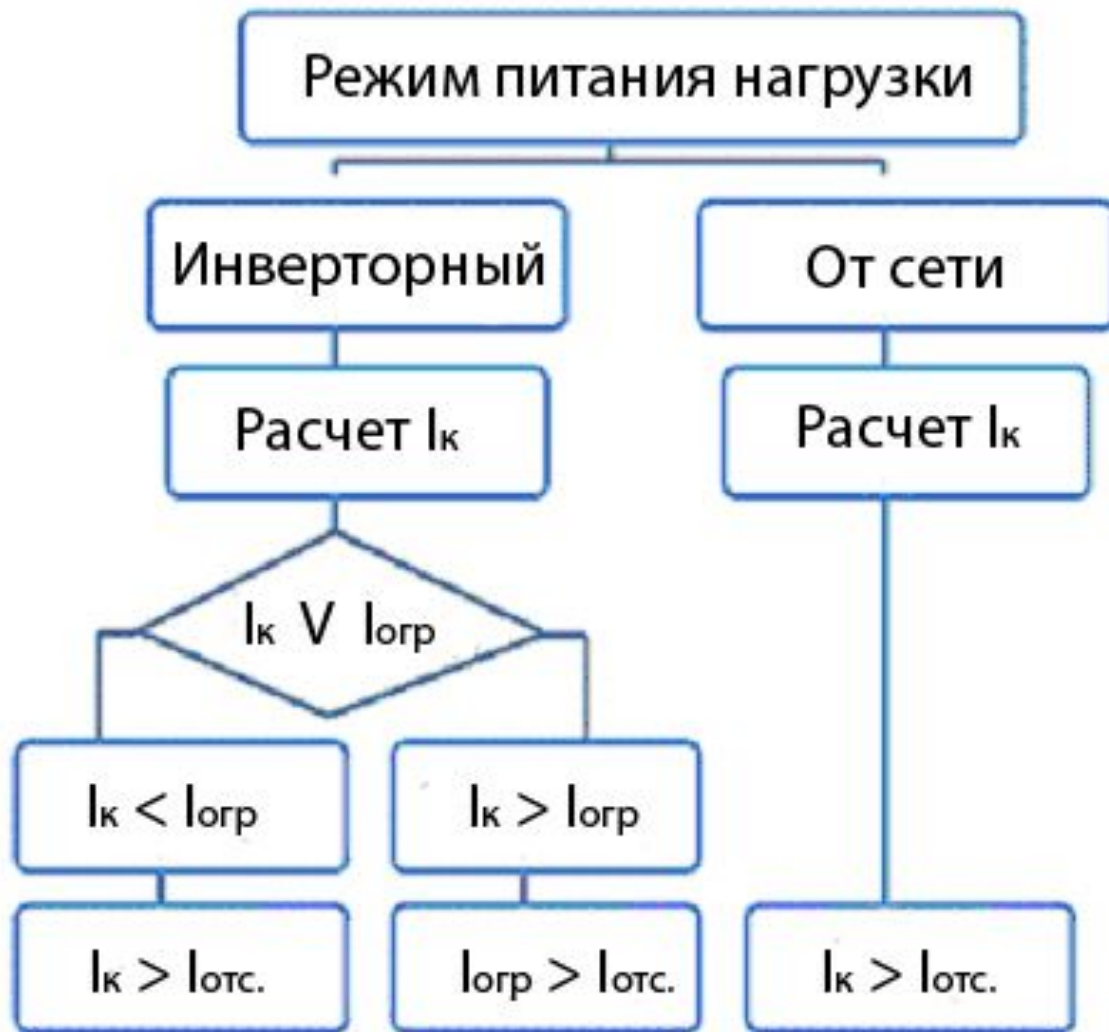 Режим питания нагрузки
Инверторный
От сети
Расчет Iк
Расчет Iк
Iк V Iогр
Iк < Iогр
Iк > Iогр
Iк > Iотс.
Iогр > Iотс.
Iк > Iотс.